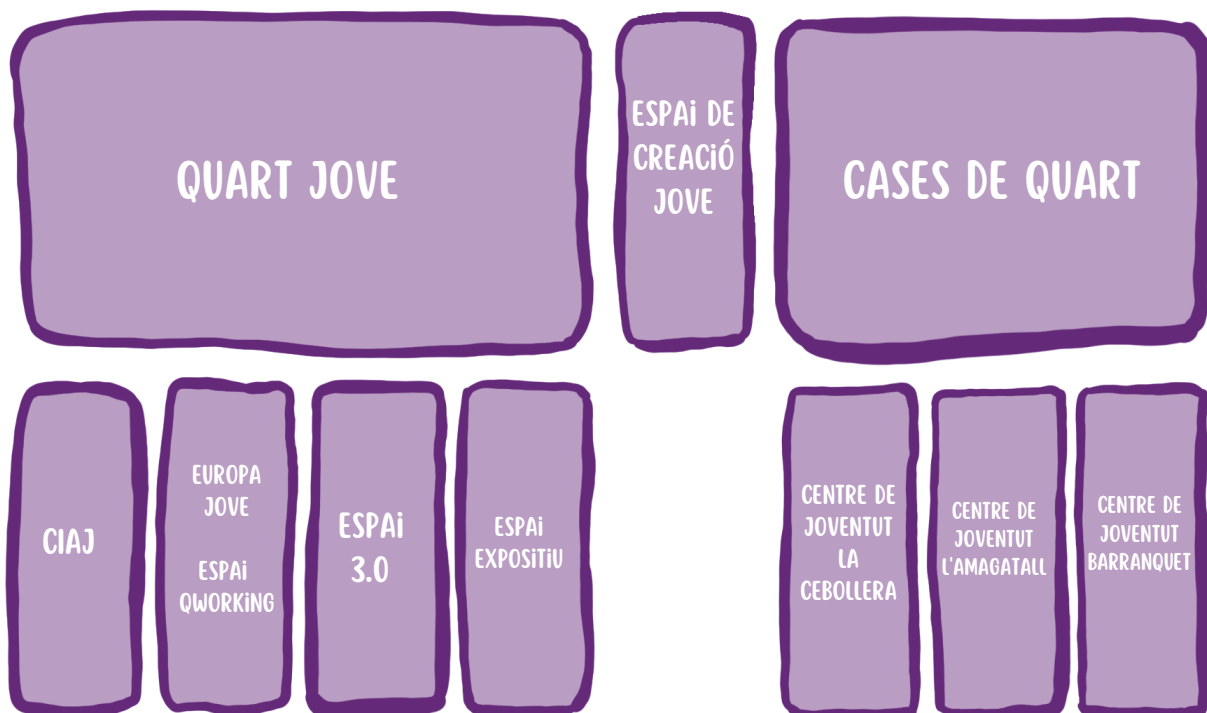 QUART JOVE
ESPAi DE
CREACiÓ
JOVE
CASES DE QUART
CIAJ
EUROPA
JOVE
ESPAi
QWORKiNG
ESPAi
3.0
ESPAi
EXPOSiTiU
CENTRE DE
JOVENTUT
LA
CEBOLLERA
CENTRE DE
JOVENTUT
L'AMAGATALL
CENTRE DE
JOVENTUT
BARRANQUET